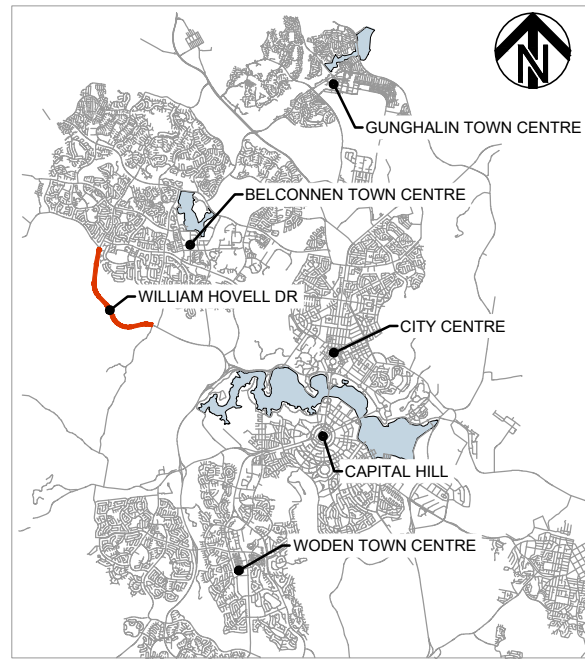 N
GUNGHALIN TOWN CENTRE
BELCONNEN TOWN CENTRE
WILLIAM HOVELL DR
CITY CENTRE
CAPITAL HILL
WODEN TOWN CENTRE